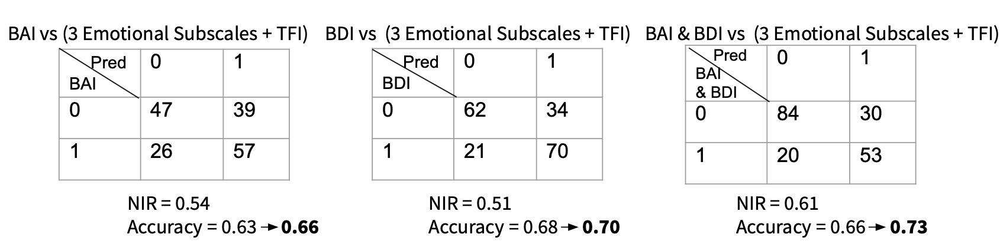 BAI vs (3 Emotional Subscales + TFI)
Pred 0 1
BAI
0 47 39
1 26 57
NIR = 0.54
Accuracy = 0.63 → 0.66
BDI vs (3 Emotional Subscales + TFI)
Pred 0 1
BDI
0 62 34
1 21 70
NIR = 0.51
Accuracy = 0.68 → 0.70
BAI & BDI vs (3 Emotional Subscales + TFI)
Pred 0 1
BAI
& BDI
0 84 30
1 20 53
NIR = 0.61
Accuracy = 0.66 → 0.73